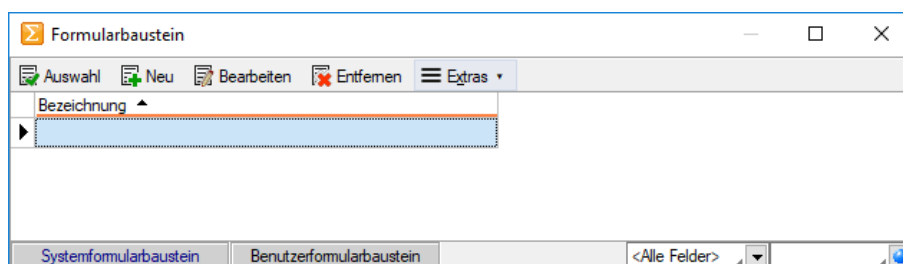 Formularbaustein
Auswahl Neu Bearbeiten Entfernen Extras
Bezeichnung
Systemformularbaustein Benutzerformularbaustein <Alle Felder>